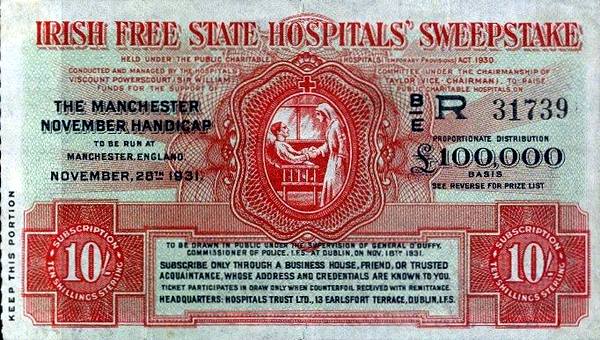 IRISH FREE STATE HOSPITALS' SWEEPSTAKE
HELD UNDER THE PUBLIC CHARITABLE HOSPITALS (TEMPORARY PROVISIONS) ACT 1930
CONDUCTED AND MANAGED BY THE HOSPITALS COMMITTEE UNDER THE CHAIRMANSHIP OF
VISCOUNT POWERSCOURT (SIR WILLIAM TAYLOR (VICE-CHAIRMAN), TO RAISE
FUNDS FOR THE SUPPORT OF PUBLIC CHARITABLE HOSPITALS ON
THE MANCHESTER
NOVEMBER HANDICAP
TO BE RUN AT
MANCHESTER, ENGLAND.
NOVEMBER, 28TH 1931.
B/E R 31739
PROPORTIONATE DISTRIBUTION
£100,000
BASIS
SEE REVERSE FOR PRIZE LIST
KEEP THIS PORTION
SUBSCRIPTION
10/-
TEN SHILLINGS STERLING
TO BE DRAWN IN PUBLIC UNDER THE SUPERVISION OF GENERAL O'DUFFY,
COMMISSIONER OF POLICE, I.F.S. AT DUBLIN, ON NOV. 18TH 1931.
SUBSCRIBE ONLY THROUGH A BUSINESS HOUSE, FRIEND, OR TRUSTED
ACQUAINTANCE, WHOSE ADDRESS AND CREDENTIALS ARE KNOWN TO YOU.
TICKET PARTICIPATES IN DRAW ONLY WHEN COUNTERFOIL RECEIVED WITH REMITTANCE.
HEADQUARTERS: HOSPITALS TRUST LTD., 13 EARLSFORT TERRACE, DUBLIN, I.F.S.
SUBSCRIPTION
10/-
TEN SHILLINGS STERLING